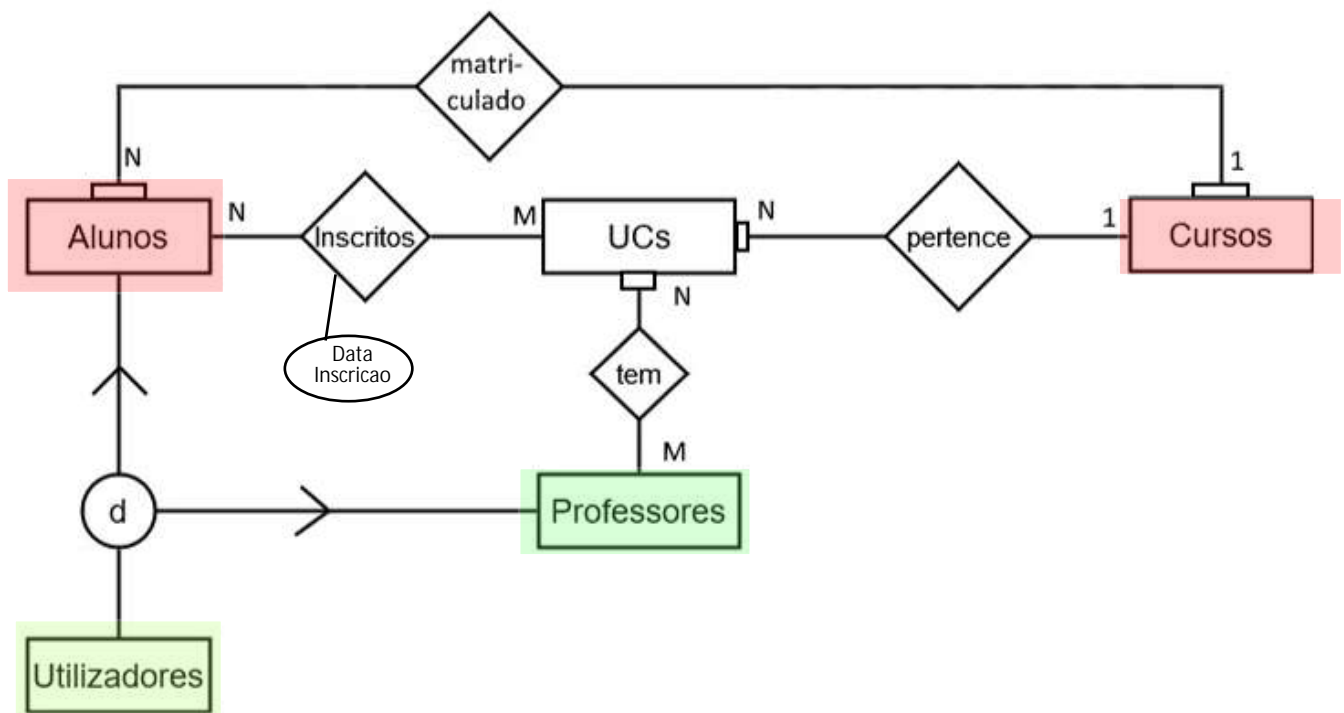 matri-
culado
N
1
Alunos
N
Inscritos
M
UCs
N
pertence
1
Cursos
N
Data
Inscricao
tem
M
d
Professores
Utilizadores